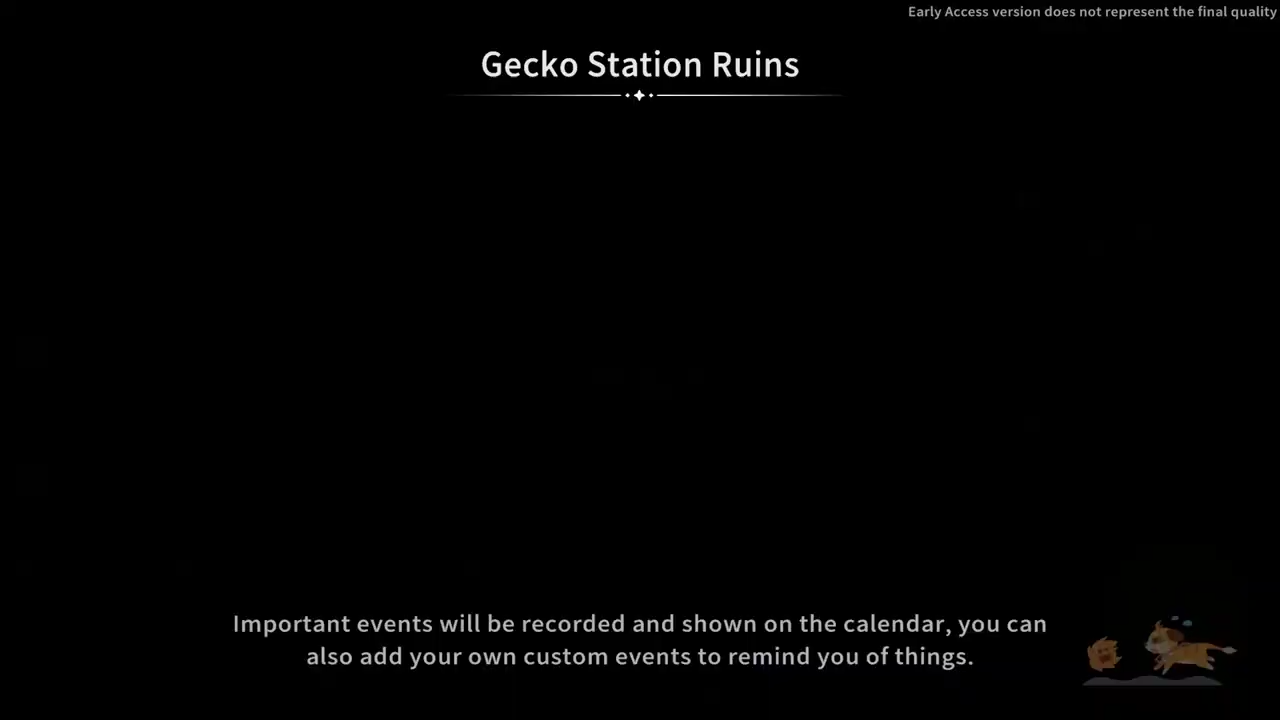 Early Access version does not represent the final quality
Gecko Station Ruins
Important events will be recorded and shown on the calendar, you can
also add your own custom events to remind you of things.